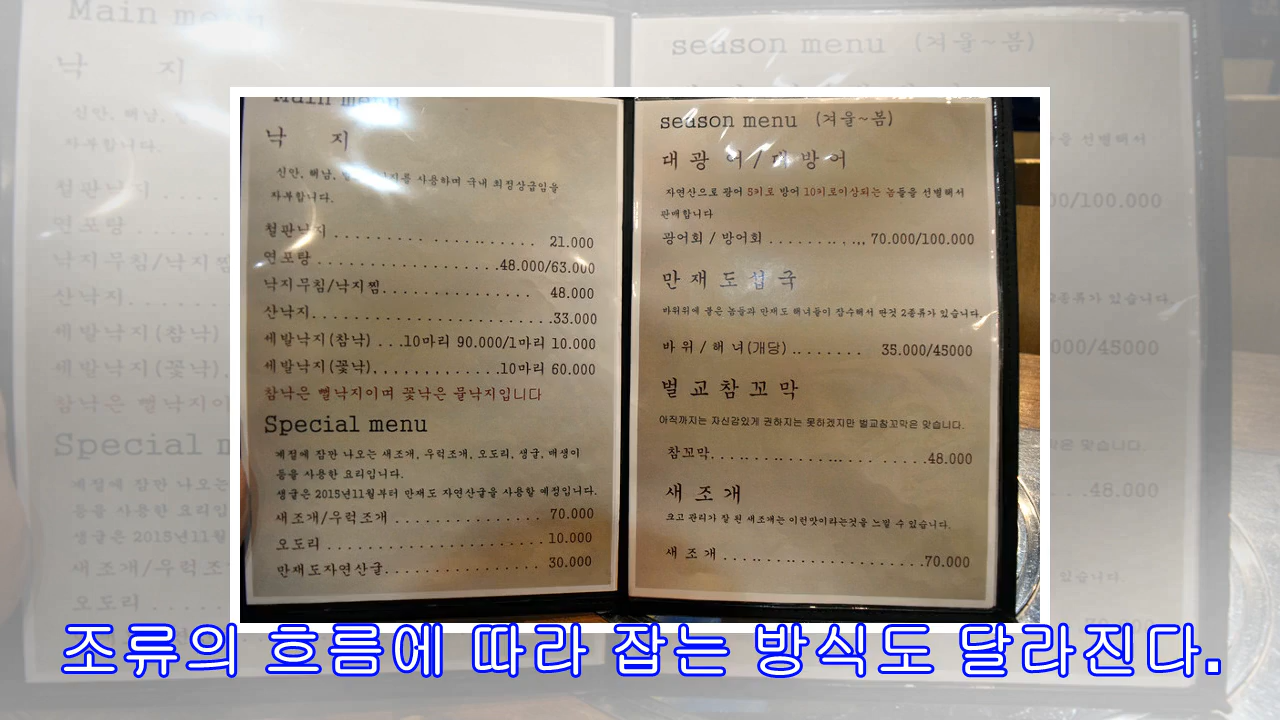 Main menu
낙 지
신안, 해남, 사용하며 국내 최정상급임을
자부합니다.
철판낙지 21.000
연포탕 48.000/63.000
낙지무침/낙지찜 48.000
산낙지 33.000
세발낙지(참낙) ...10마리 90.000/1마리 10.000
세발낙지(꽃낙) 10마리 60.000
참낙은 뻘낙지이며 꽃낙은 물낙지입니다
Special menu
계절에 잠깐 나오는 새조개, 우럭조개, 오도리, 생굴, 매생이
등을 사용한 요리입니다.
생굴은 2015년11월부터 만재도 자연산굴을 사용할 예정입니다.
새조개/우럭조개 70.000
오도리 10.000
만재도자연산굴 30.000
season menu (겨울~봄)
대 광 어 / 대 방 어
자연산으로 광어 8키로 방어 10키로이상되는 놈들을 선별해서
판매합니다
광어회 / 방어회 70.000/100.000
만 재 도 섭 국
바위위에 붙은 놈들과 만재도 해녀들이 잠수해서 딴것 2종류가 있습니다.
바 위 / 해 녀(개당) 35.000/45000
벌 교 참 꼬 막
아직까지는 자신감있게 권하지는 못하겠지만 벌교참꼬막은 맞습니다.
참꼬막 48.000
새 조 개
크고 관리가 잘 된 새조개는 이런맛이라는것을 느낄 수 있습니다.
새 조 개 70.000
조류의 흐름에 따라 잡는 방식도 달라진다.